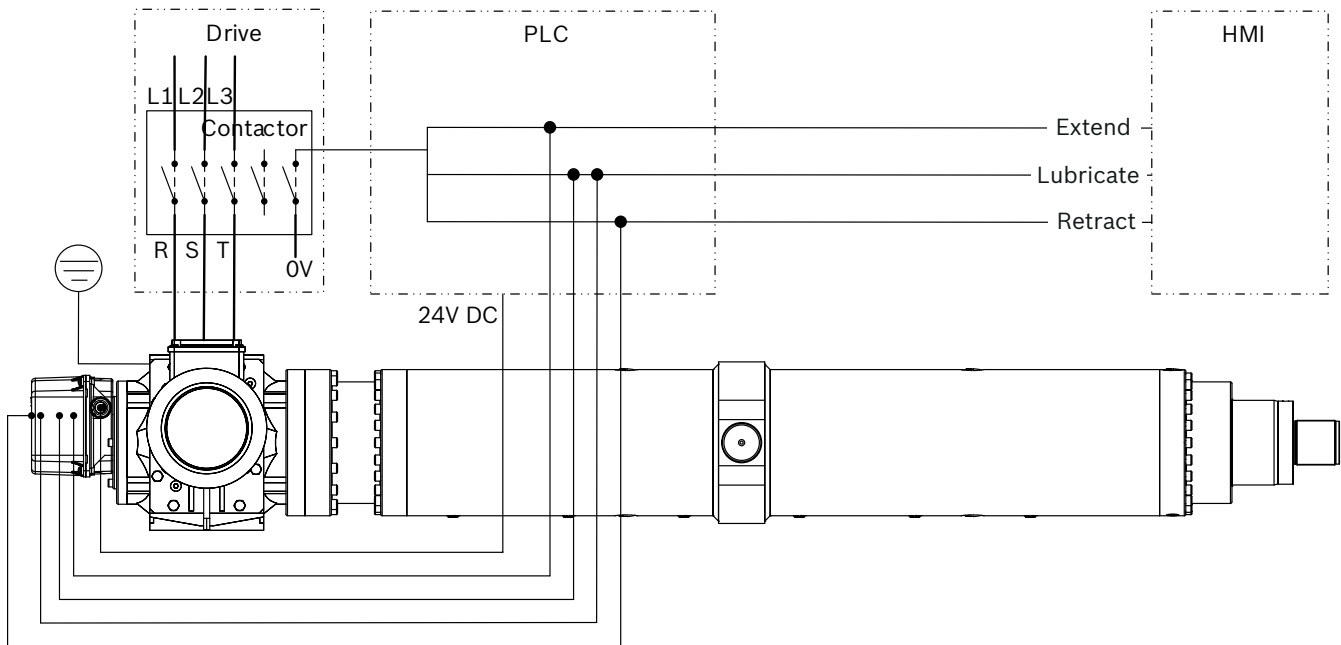 Drive
PLC
HMI
L1 L2 L3
Contactor
Extend
Lubricate
Retract
R S T
0V
24V DC